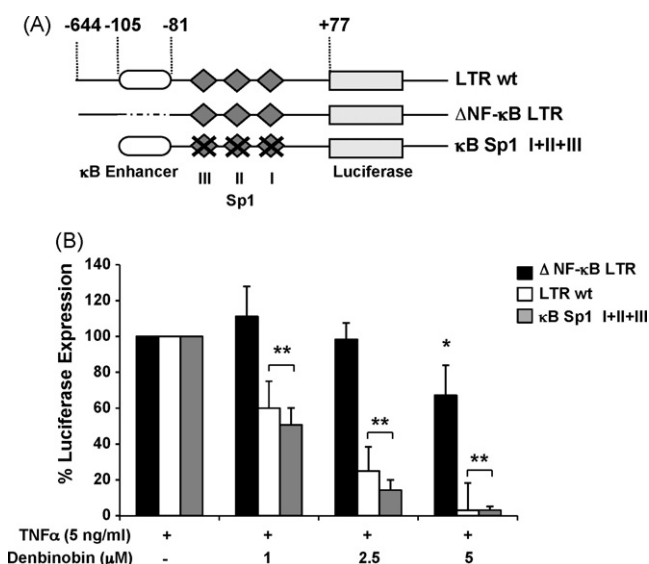 (A)
-644 -105 -81 +77
LTR wt
ΔNF-κB LTR
κB Sp1 I+II+III
κB Enhancer
III II I
Luciferase
Sp1
(B)
Δ NF-κB LTR
LTR wt
κB Sp1 I+II+III
% Luciferase Expression
140
120
100
80
60
40
20
0
**
**
*
**
TNFα (5 ng/ml) + + + +
Denbinobin (μM) - 1 2.5 5